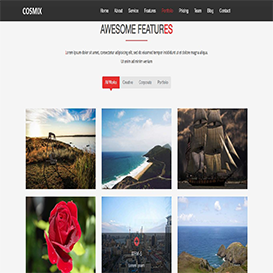 COSMIX
Home About Service Features Portfolio Pricing Team Blog Contact
AWESOME FEATURES
Lorem ipsum dolor sit amet, consectetur adipisicing elit, sed do eiusmod tempor incididunt ut labore et dolore magna aliqua.
Ut enim ad minim veniam
All Works Creative Corporate Portfolio